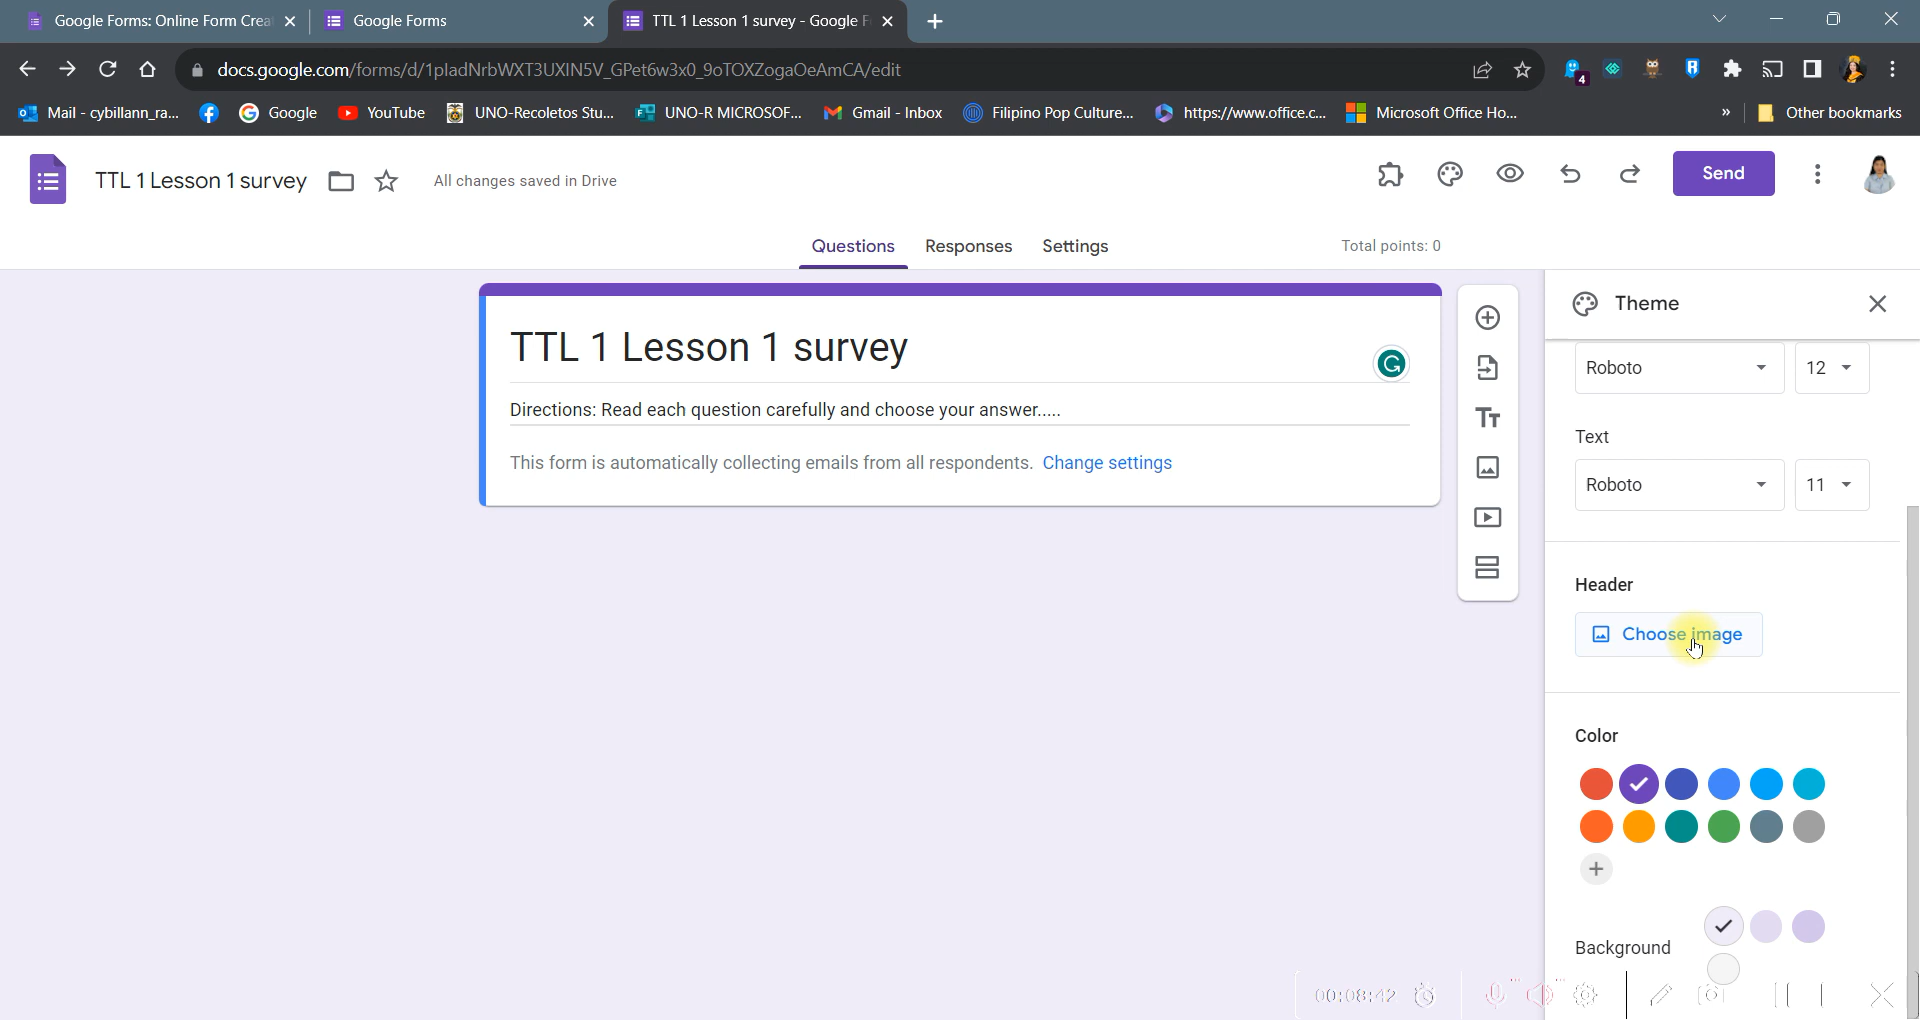 Google Forms: Online Form Crea
Google Forms
TTL 1 Lesson 1 survey - Google F
docs.google.com/forms/d/1pladNrbWXT3UXIN5V_GPet6w3x0_9oTOXZogaOeAmCA/edit
4
Mail - cybillann_ra...
Google
YouTube
UNO-Recoletos Stu...
UNO-R MICROSOF...
Gmail - Inbox
Filipino Pop Culture...
https://www.office.c...
Microsoft Office Ho...
»
Other bookmarks
TTL 1 Lesson 1 survey
All changes saved in Drive
Send
Questions
Responses
Settings
Total points: 0
TTL 1 Lesson 1 survey
Directions: Read each question carefully and choose your answer.....
This form is automatically collecting emails from all respondents. Change settings
Theme
Roboto
12
Text
Roboto
11
Header
Choose image
Color
Background
00:08:42